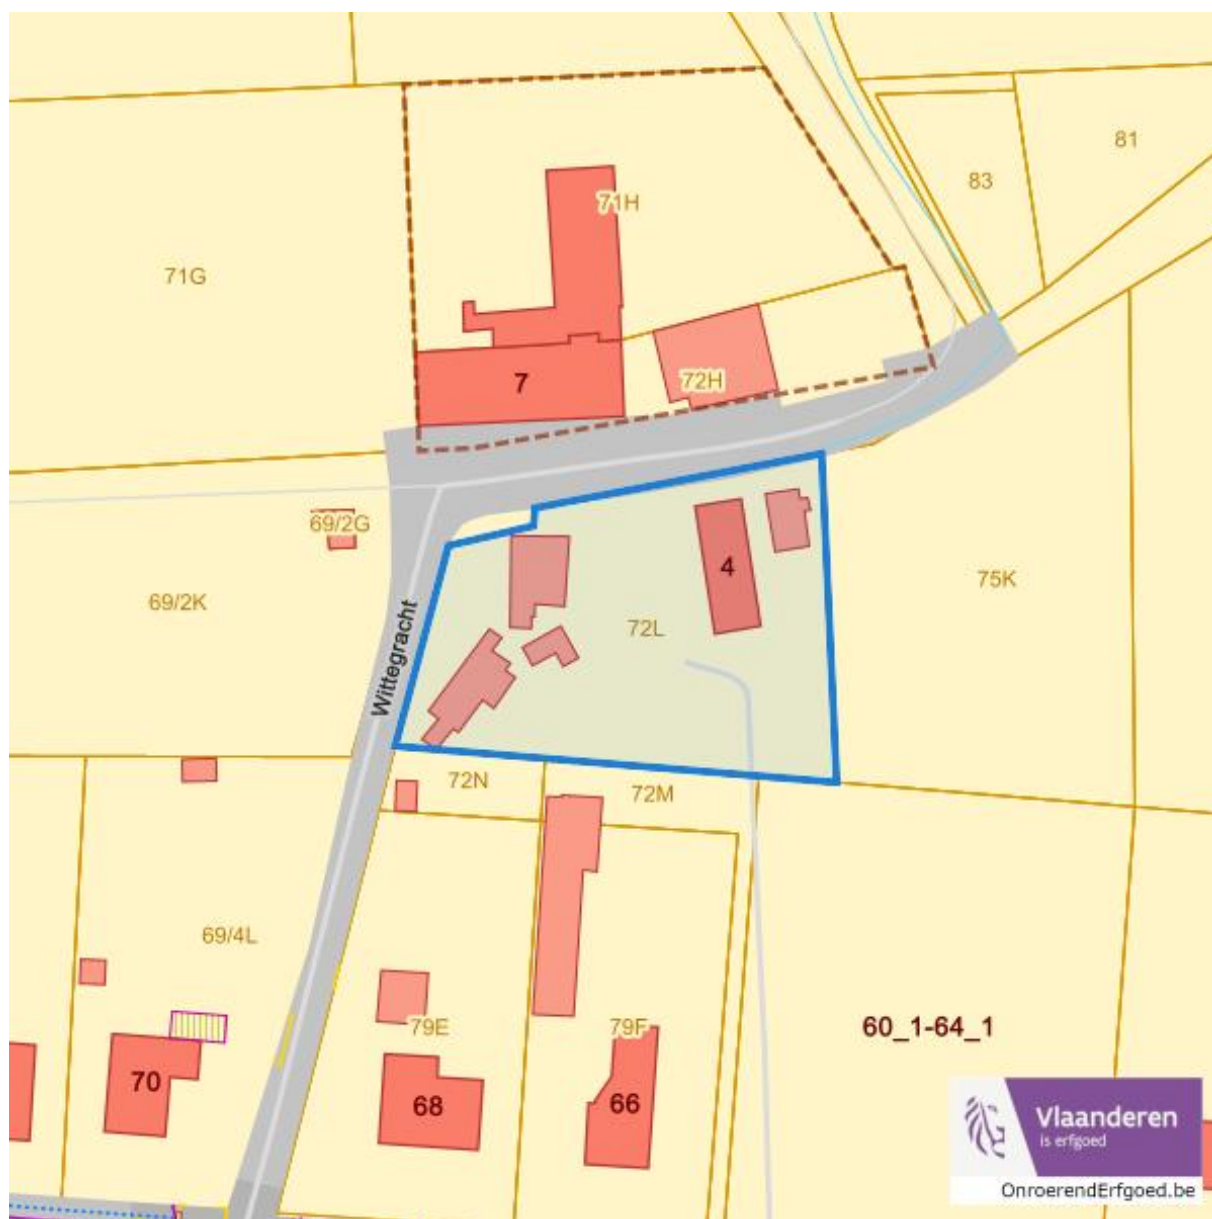 81
83
71H
71G
7
72H
69/2G
4
75K
69/2K
72L
Wittegracht
72N
72M
69/4L
79E
79F
60_1-64_1
70
68
66
Vlaanderen
is erfgoed
OnroerendErfgoed.be